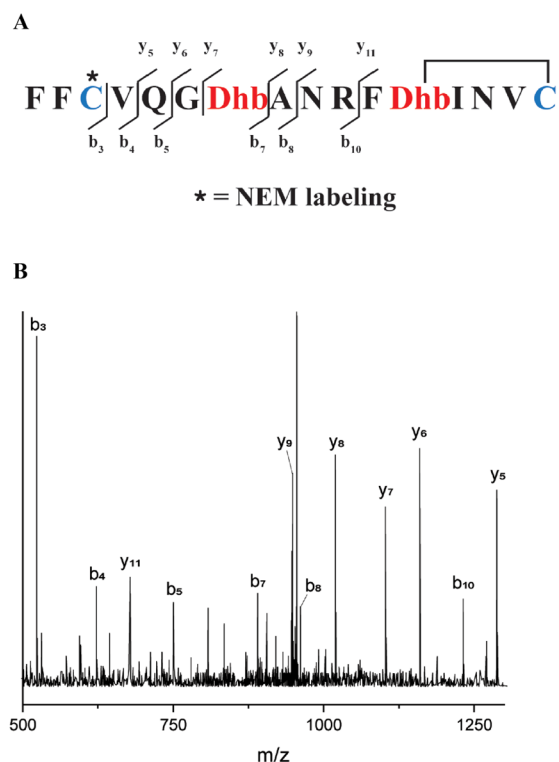 A
y5 y6 y7 y8 y9 y11
*
F F C V Q G Dhb A N R F Dhb I N V C
b3 b4 b5 b7 b8 b10
* = NEM labeling
B
b3
y9 y8 y6
y5
y7
b4 y11 b5 b7 b8 b10
500 750 1000 1250
m/z